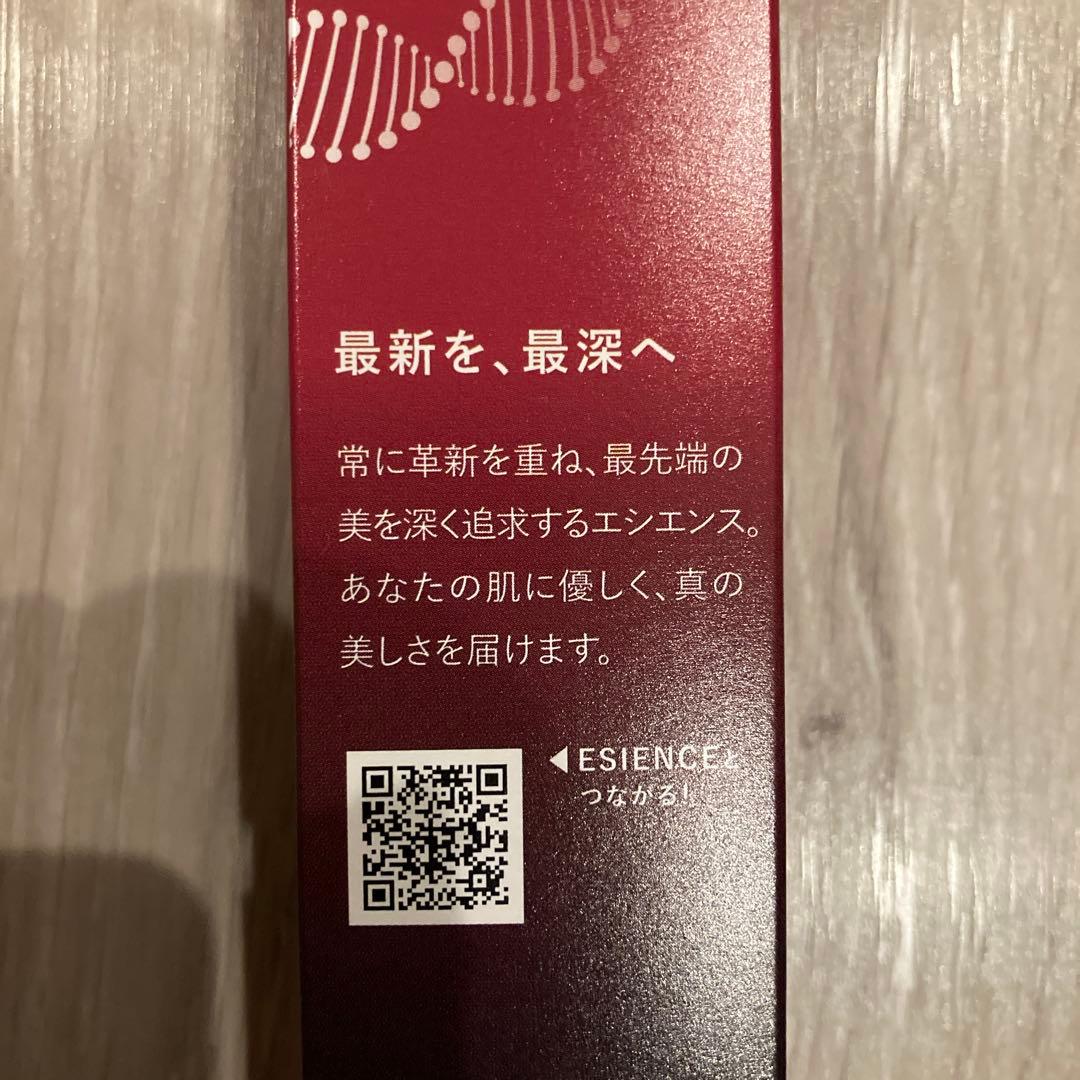 最新を、最深へ
常に革新を重ね、最先端の
美を深く追求するエシエンス。
あなたの肌に優しく、真の
美しさを届けます。
◀ESIENCEと
つながる!